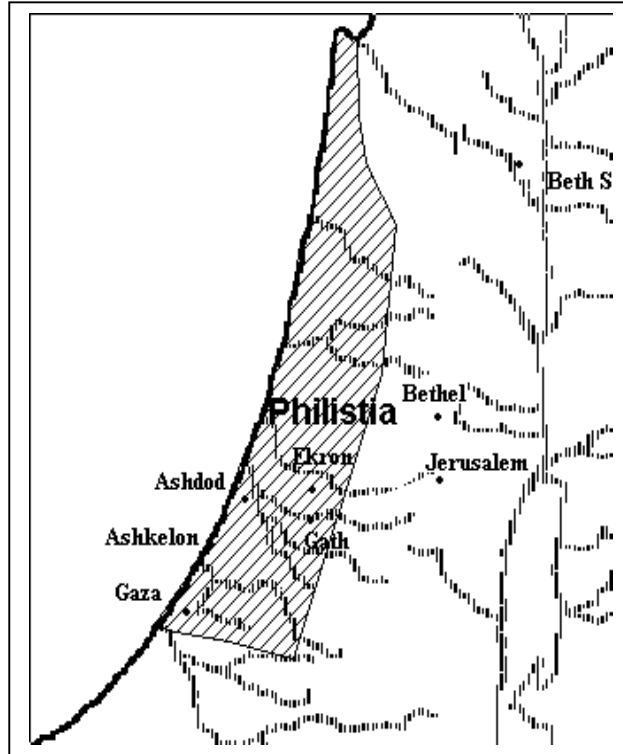 Beth S
Bethel
Philistia
Ekron
Jerusalem
Ashdod
Ashkelon
Gath
Gaza